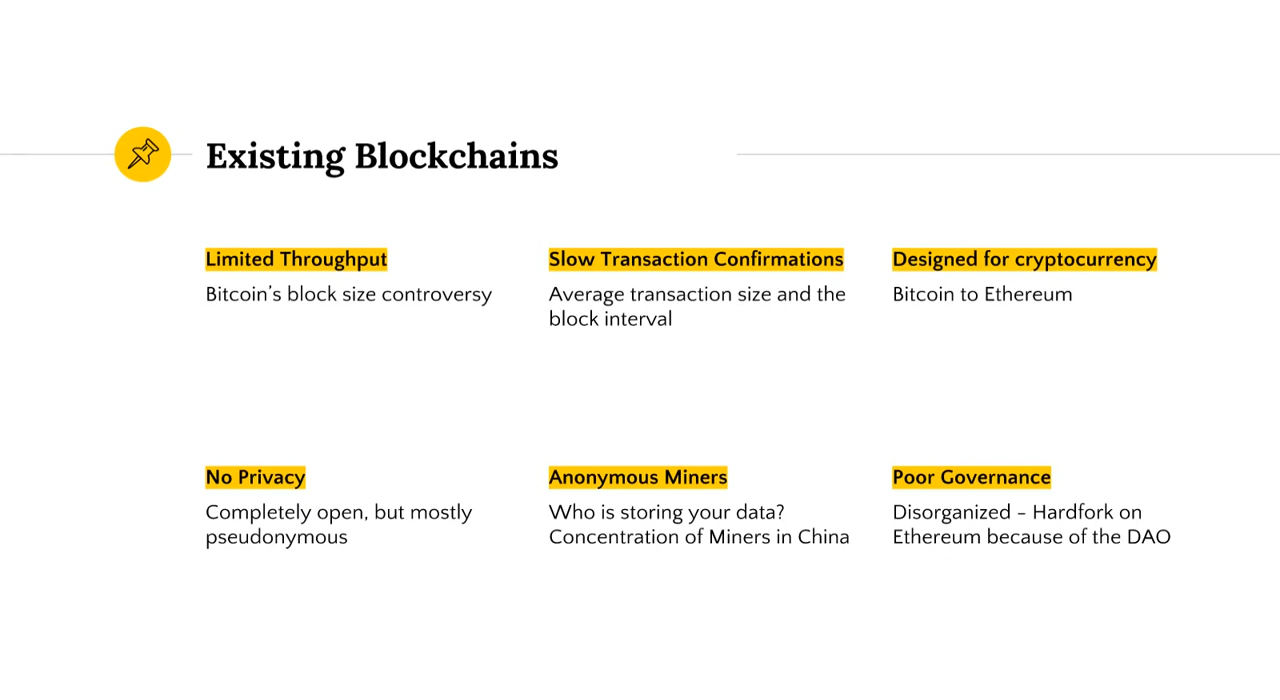 Existing Blockchains
Limited Throughput
Bitcoin’s block size controversy
Slow Transaction Confirmations
Average transaction size and the
block interval
Designed for cryptocurrency
Bitcoin to Ethereum
No Privacy
Completely open, but mostly
pseudonymous
Anonymous Miners
Who is storing your data?
Concentration of Miners in China
Poor Governance
Disorganized – Hardfork on
Ethereum because of the DAO